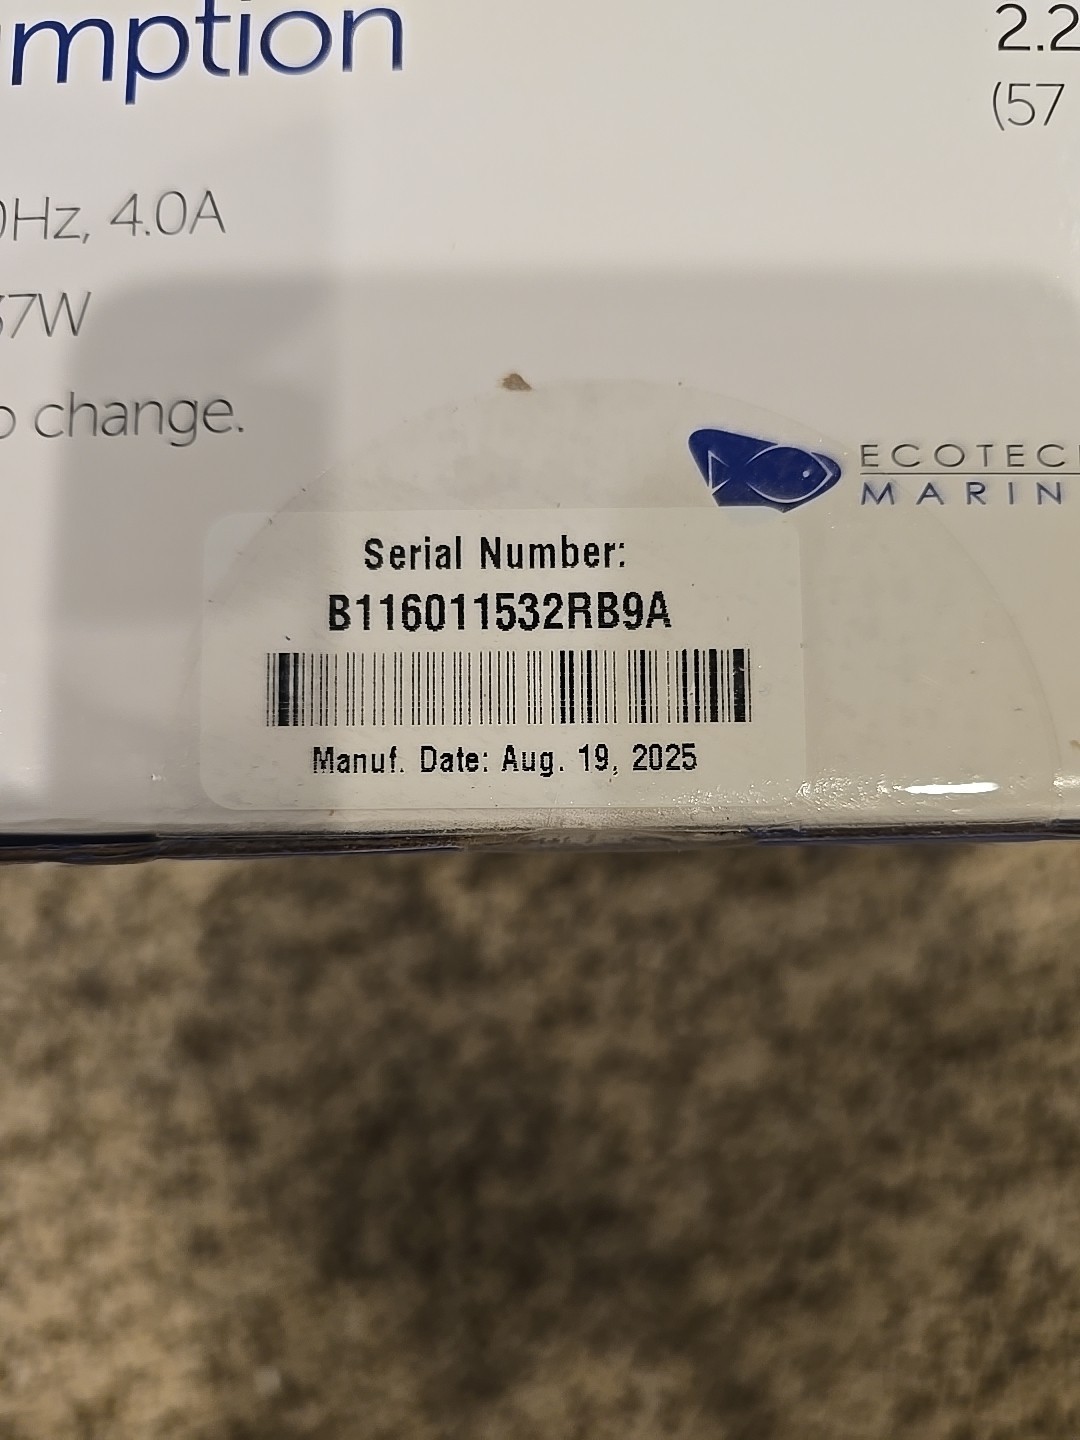 mption
2.2
(57
Hz, 4.0A
7W
change.
ECOTEC
MARIN
Serial Number:
B116011532RB9A
Manuf. Date: Aug. 19, 2025